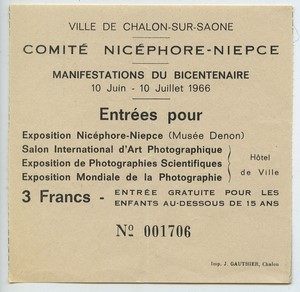 VILLE DE CHALON-SUR-SAONE
COMITÉ NICÉPHORE-NIEPCE
MANIFESTATIONS DU BICENTENAIRE
10 Juin - 10 Juillet 1966
Entrées pour
Exposition Nicéphore-Niepce (Musée Denon)
Salon International d'Art Photographique
Exposition de Photographies Scientifiques
Exposition Mondiale de la Photographie
Hôtel
de Ville
3 Francs - ENTRÉE GRATUITE POUR LES
ENFANTS AU-DESSOUS DE 15 ANS
No 001706
Imp. J. GAUTHIER, Chalon